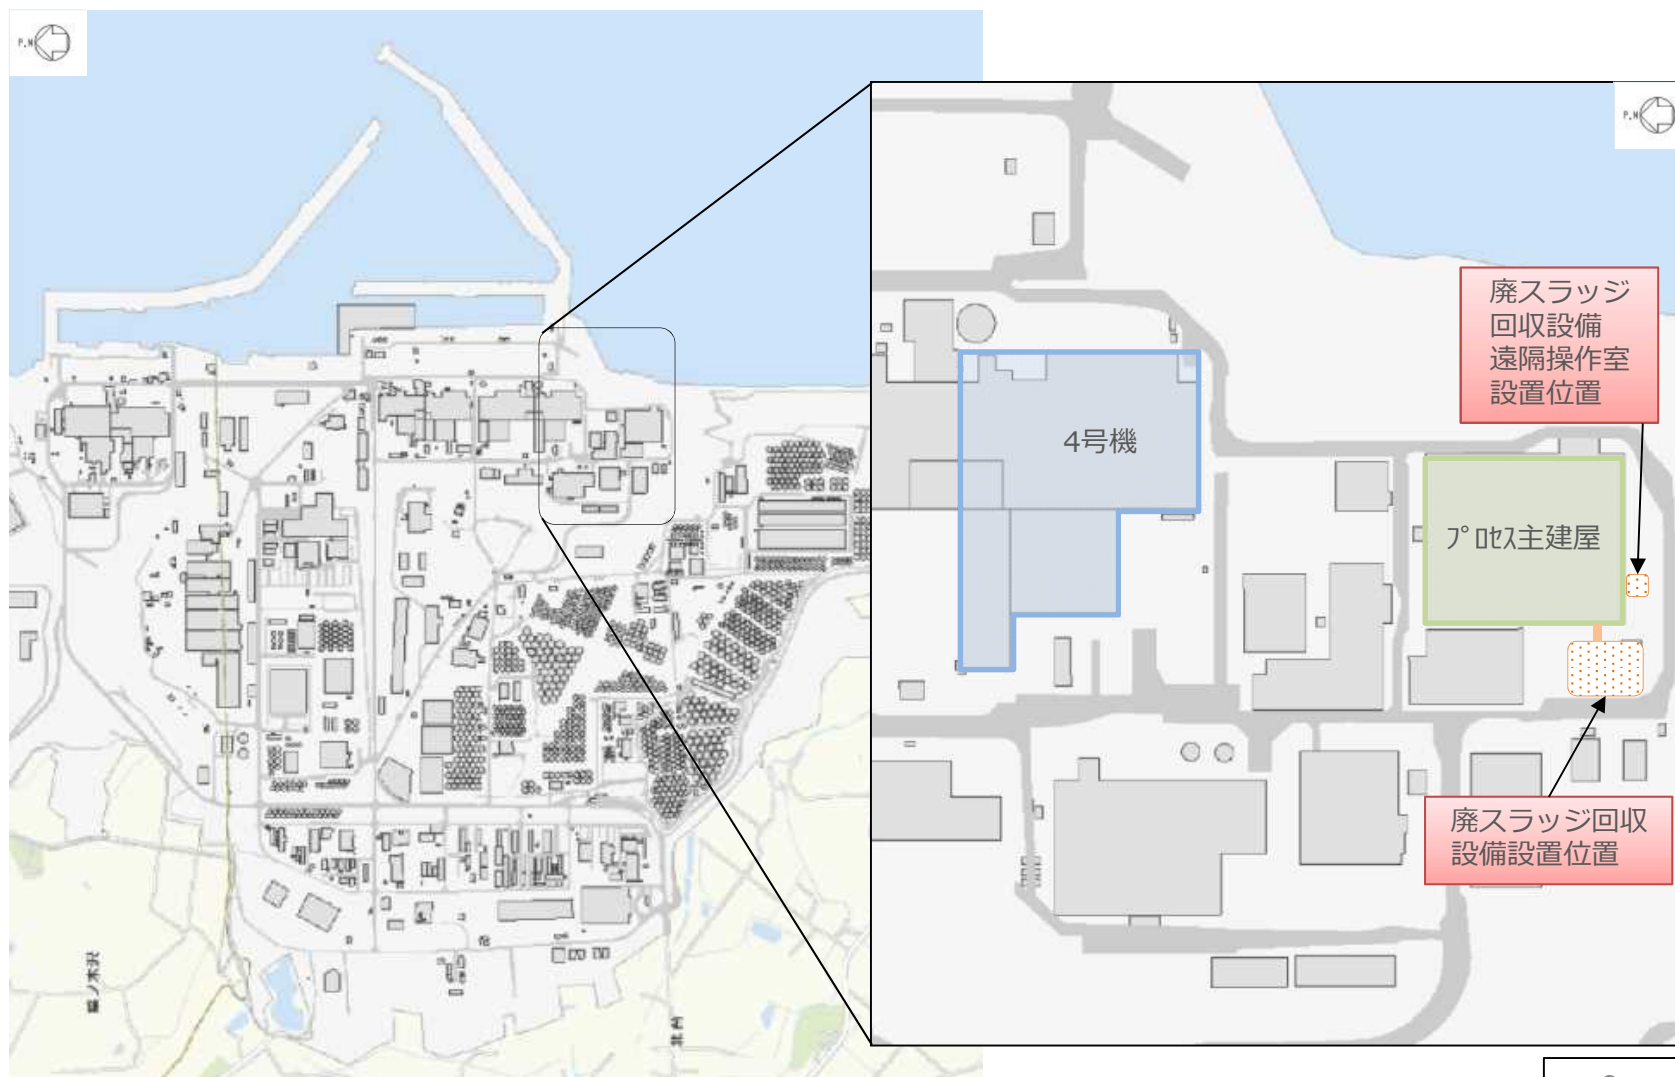 P.N
P.N
廃スラッジ
回収設備
遠隔操作室
設置位置
4号機
ﾌﾟﾛｾｽ主建屋
廃スラッジ回収
設備設置位置